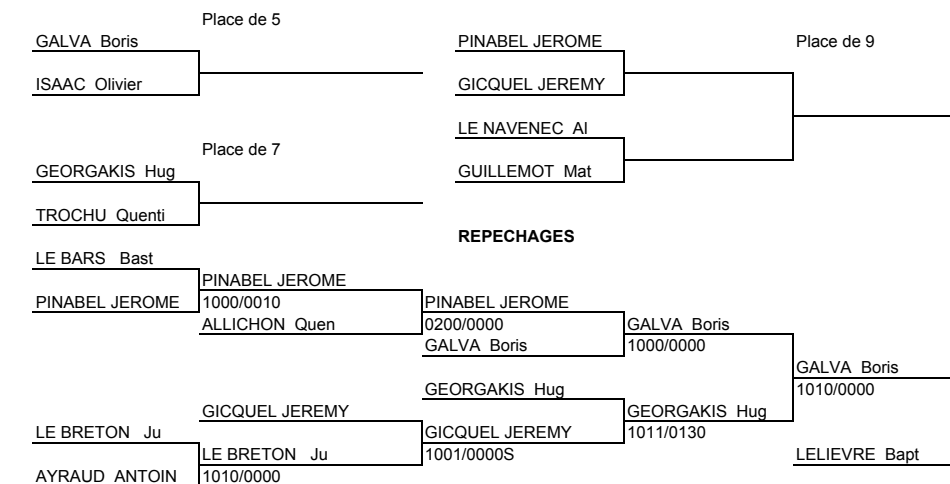 Place de 5
GALVA Boris
PINABEL JEROME
Place de 9
ISAAC Olivier
GICQUEL JEREMY
LE NAVENEC Al
Place de 7
GEORGAKIS Hug
GUILLEMOT Mat
TROCHU Quenti
REPECHAGES
LE BARS Bast
PINABEL JEROME
PINABEL JEROME
1000/0010
PINABEL JEROME
ALLICHON Quen
0200/0000
GALVA Boris
GALVA Boris
1000/0000
GALVA Boris
1010/0000
GEORGAKIS Hug
GICQUEL JEREMY
GEORGAKIS Hug
LE BRETON Ju
GICQUEL JEREMY
1011/0130
LE BRETON Ju
1001/0000S
LELIEVRE Bapt
AYRAUD ANTOIN
1010/0000